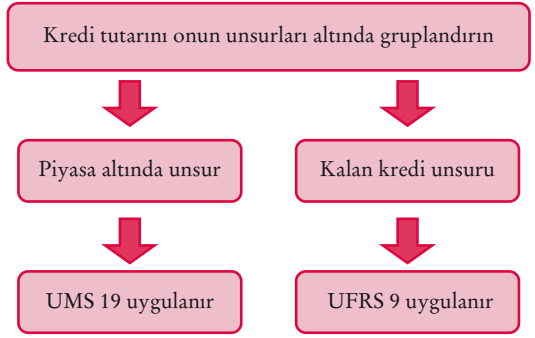 Kredi tutarını onun unsurları altında gruplandırın
Piyasa altında unsur
Kalan kredi unsuru
UMS 19 uygulanır
UFRS 9 uygulanır